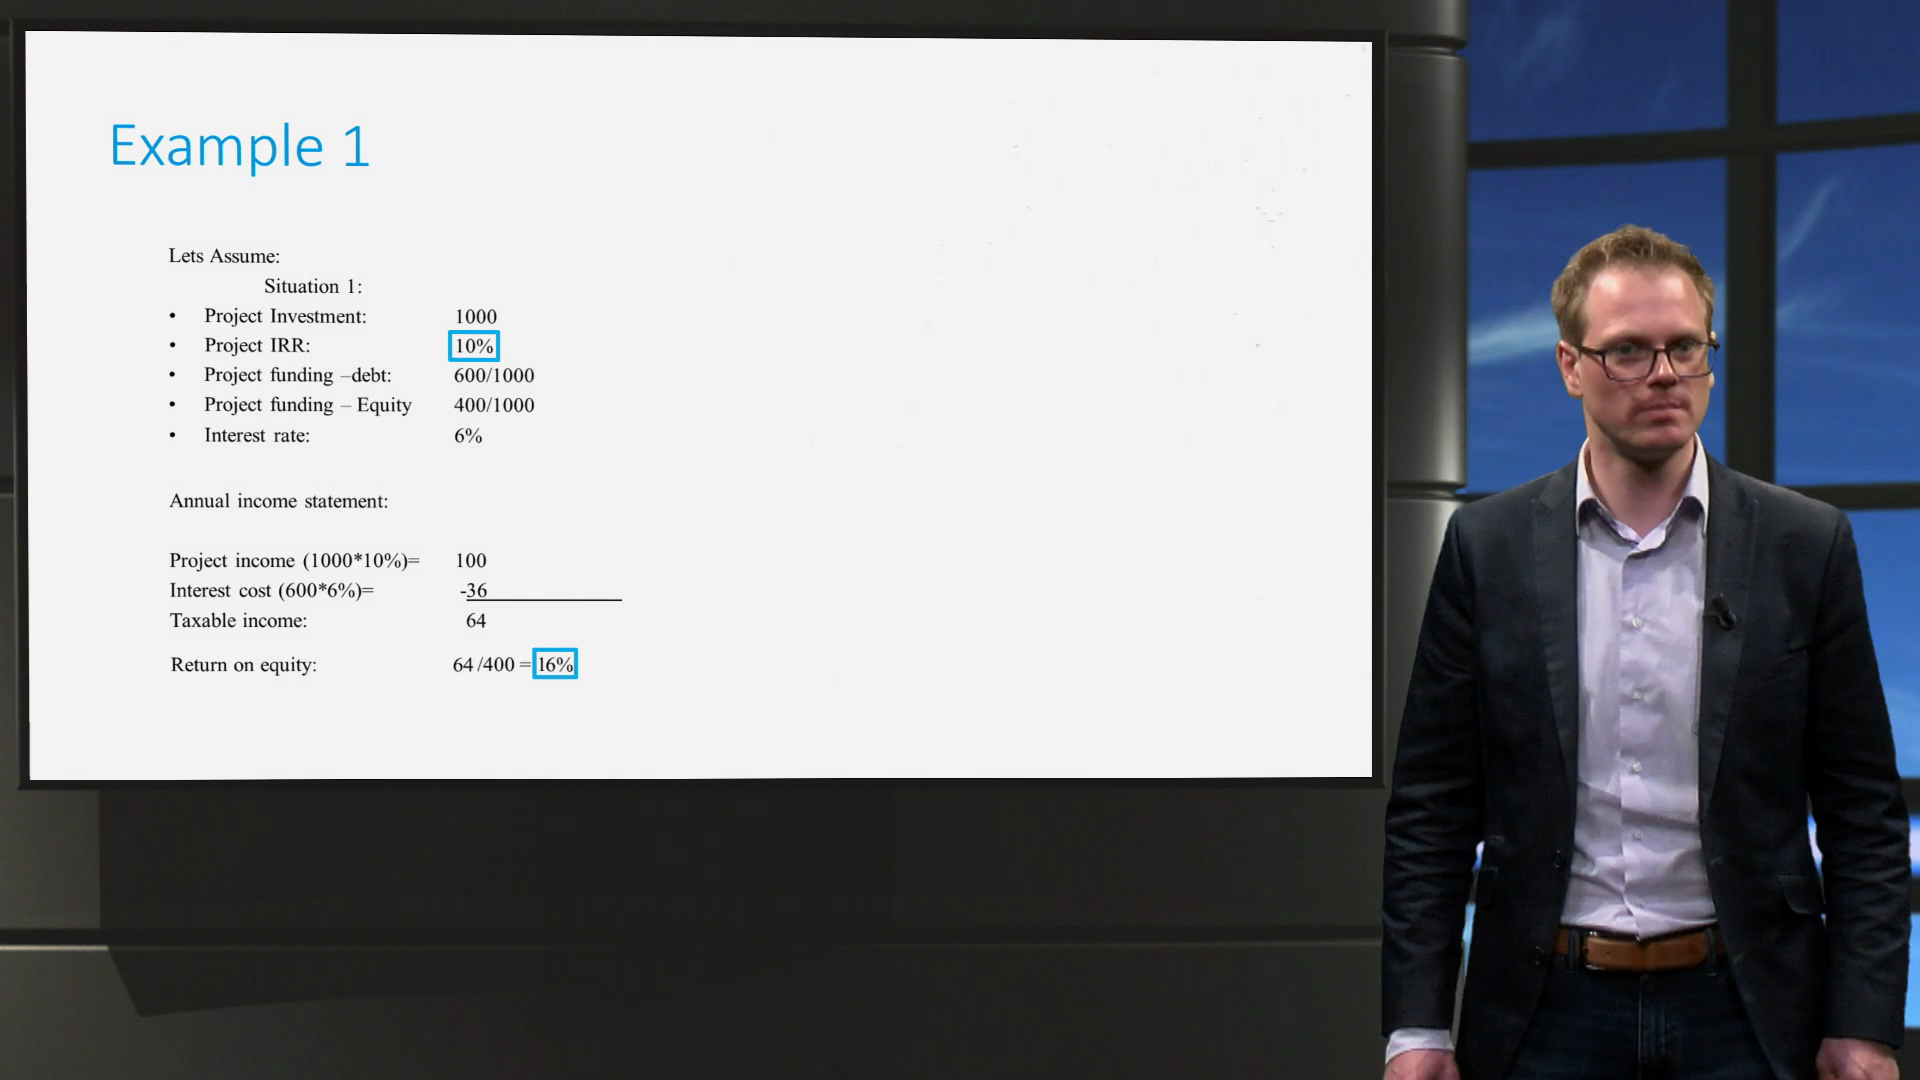 6
Example 1
Lets Assume:
Situation 1:
• Project Investment: 1000
• Project IRR: 10%
• Project funding –debt: 600/1000
• Project funding – Equity 400/1000
• Interest rate: 6%
Annual income statement:
Project income (1000*10%)= 100
Interest cost (600*6%)= -36
Taxable income: 64
Return on equity: 64 /400 = 16%